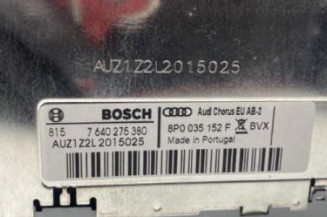 AUZ1Z2L2015025
BOSCH Audi Chorus EU AB-2
815 7 640 275 380 8P0 035 152 F BVX
AUZ1Z2L2015025 Made in Portugal